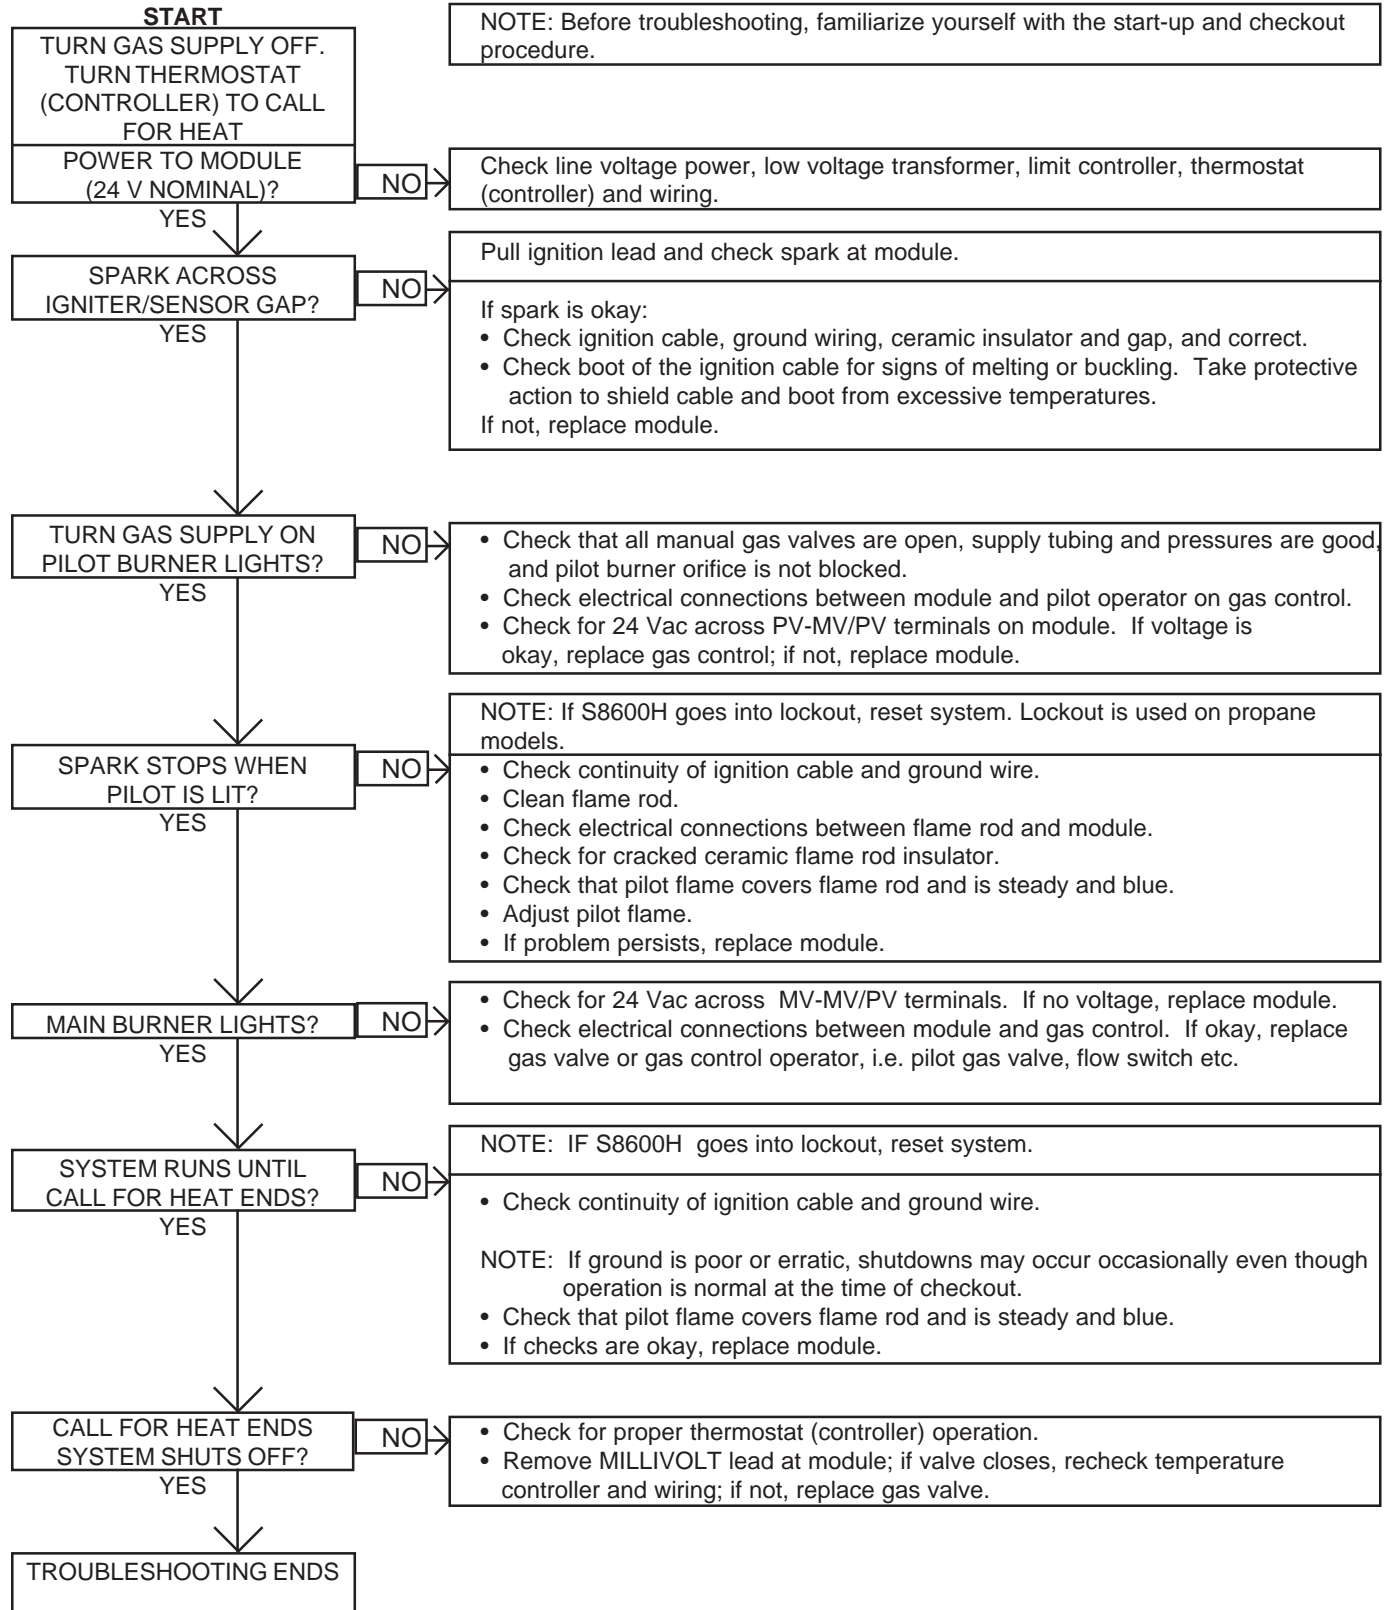 START
TURN GAS SUPPLY OFF.
TURN THERMOSTAT
(CONTROLLER) TO CALL
FOR HEAT
NOTE: Before troubleshooting, familiarize yourself with the start-up and checkout
procedure.
POWER TO MODULE
(24 V NOMINAL)?
NO
Check line voltage power, low voltage transformer, limit controller, thermostat
(controller) and wiring.
YES
SPARK ACROSS
IGNITER/SENSOR GAP?
NO
Pull ignition lead and check spark at module.
If spark is okay:
• Check ignition cable, ground wiring, ceramic insulator and gap, and correct.
• Check boot of the ignition cable for signs of melting or buckling. Take protective
action to shield cable and boot from excessive temperatures.
If not, replace module.
YES
TURN GAS SUPPLY ON
PILOT BURNER LIGHTS?
NO
• Check that all manual gas valves are open, supply tubing and pressures are good,
and pilot burner orifice is not blocked.
• Check electrical connections between module and pilot operator on gas control.
• Check for 24 Vac across PV-MV/PV terminals on module. If voltage is
okay, replace gas control; if not, replace module.
YES
SPARK STOPS WHEN
PILOT IS LIT?
NO
NOTE: If S8600H goes into lockout, reset system. Lockout is used on propane
models.
• Check continuity of ignition cable and ground wire.
• Clean flame rod.
• Check electrical connections between flame rod and module.
• Check for cracked ceramic flame rod insulator.
• Check that pilot flame covers flame rod and is steady and blue.
• Adjust pilot flame.
• If problem persists, replace module.
YES
MAIN BURNER LIGHTS?
NO
• Check for 24 Vac across MV-MV/PV terminals. If no voltage, replace module.
• Check electrical connections between module and gas control. If okay, replace
gas valve or gas control operator, i.e. pilot gas valve, flow switch etc.
YES
SYSTEM RUNS UNTIL
CALL FOR HEAT ENDS?
NO
NOTE: IF S8600H goes into lockout, reset system.
• Check continuity of ignition cable and ground wire.
NOTE: If ground is poor or erratic, shutdowns may occur occasionally even though
operation is normal at the time of checkout.
• Check that pilot flame covers flame rod and is steady and blue.
• If checks are okay, replace module.
YES
CALL FOR HEAT ENDS
SYSTEM SHUTS OFF?
NO
• Check for proper thermostat (controller) operation.
• Remove MILLIVOLT lead at module; if valve closes, recheck temperature
controller and wiring; if not, replace gas valve.
YES
TROUBLESHOOTING ENDS